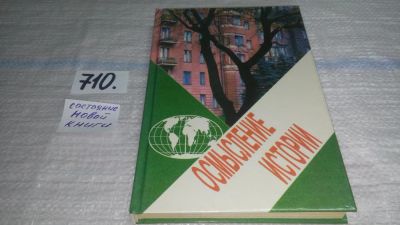 710.
состояние
новой
книги
ОСМЫСЛЕНИЕ
ИСТОРИИ